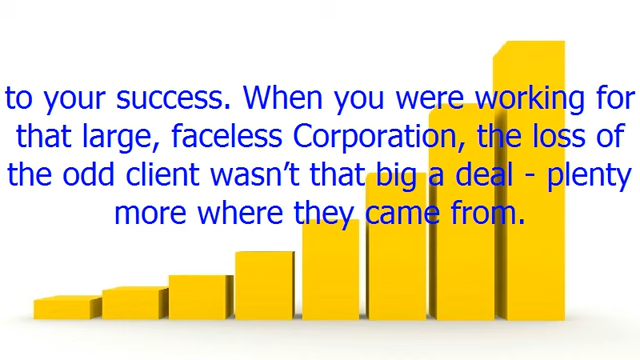 to your success. When you were working for
that large, faceless Corporation, the loss of
the odd client wasn’t that big a deal - plenty
more where they came from.